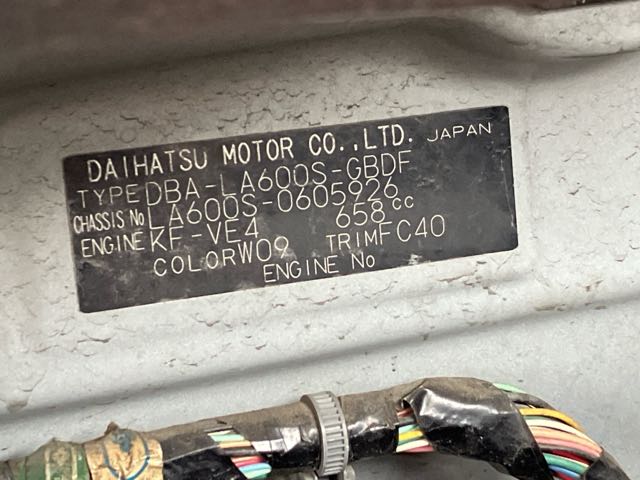 DAIHATSU MOTOR CO.,LTD. JAPAN
TYPE DBA-LA600S-GBDF
CHASSIS No LA600S-0605926
ENGINE KF-VE4 658cc
COLOR W09 TRIM FC40
ENGINE No